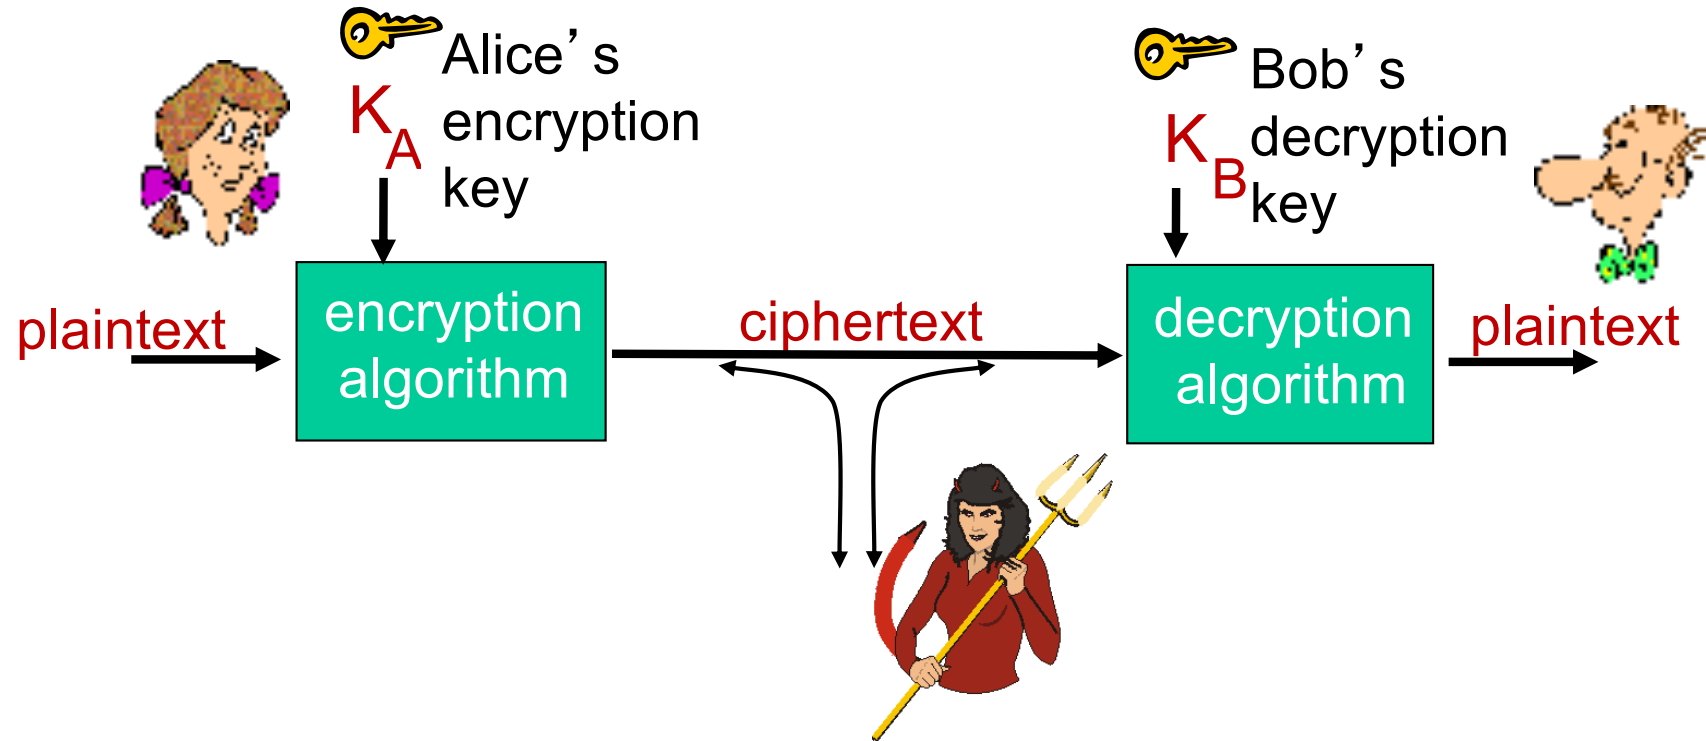 Alice’s
encryption
key
K
A
Bob’s
decryption
key
K
B
plaintext
encryption
algorithm
ciphertext
decryption
algorithm
plaintext